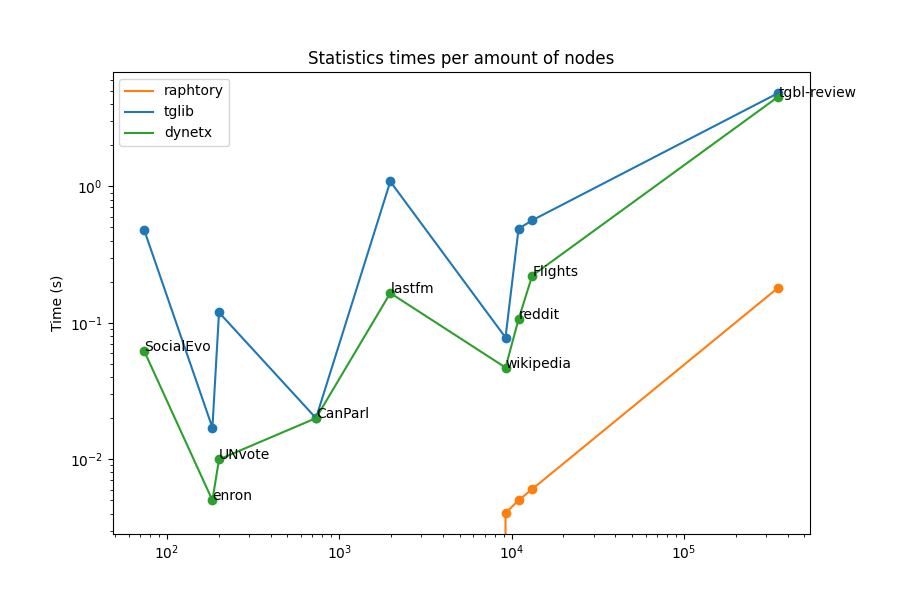 Statistics times per amount of nodes
raphtory
tglib
dynetx
tgbl-review
10⁰
Time (s)
Flights
lastfm
reddit
10⁻¹
SocialEvo
wikipedia
CanParl
10⁻²
UNvote
enron
10²
10³
10⁴
10⁵